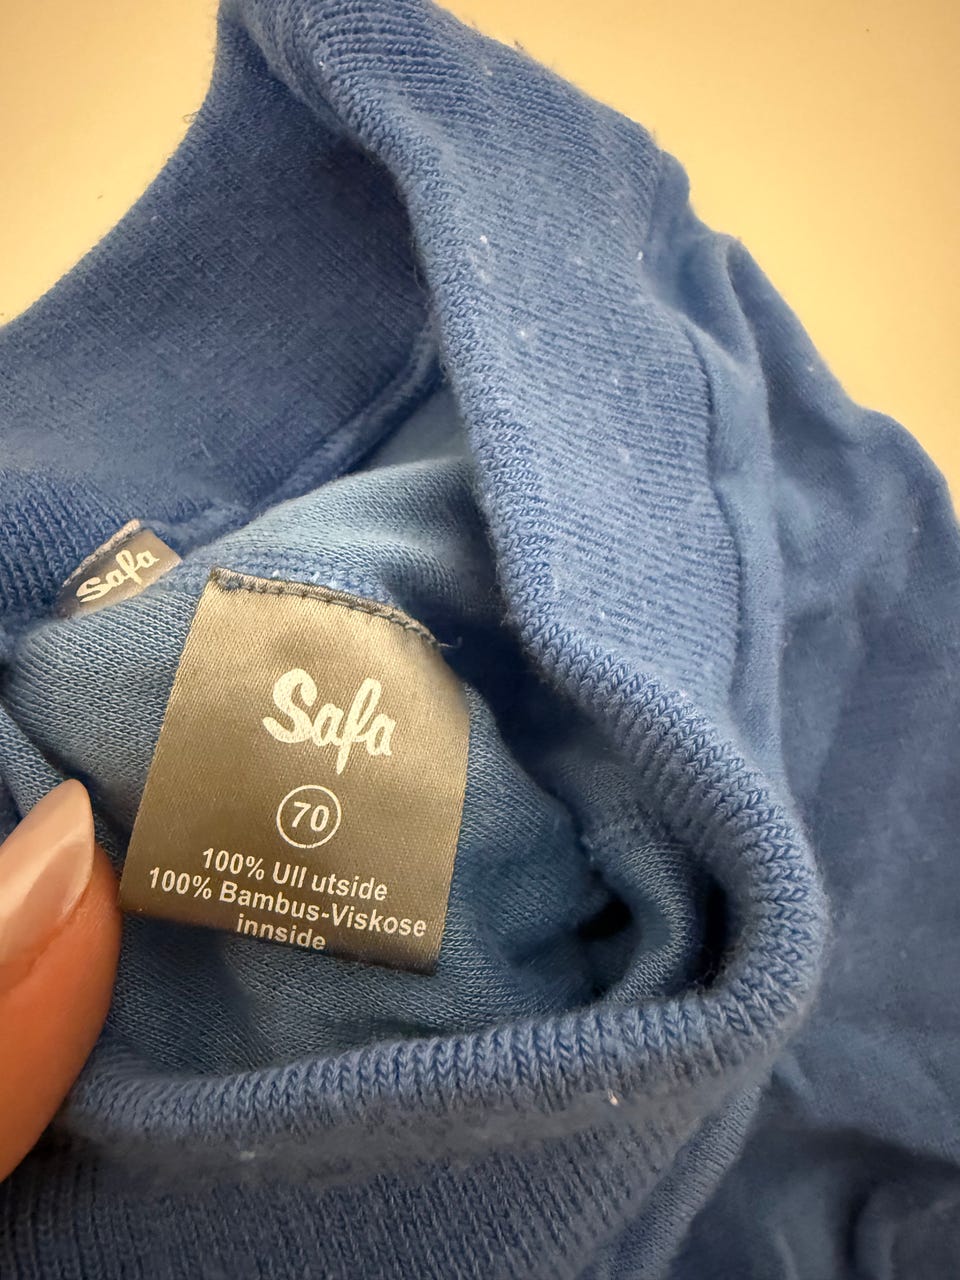 Safa
Safa
70
100% Ull utside
100% Bambus-Viskose
innside